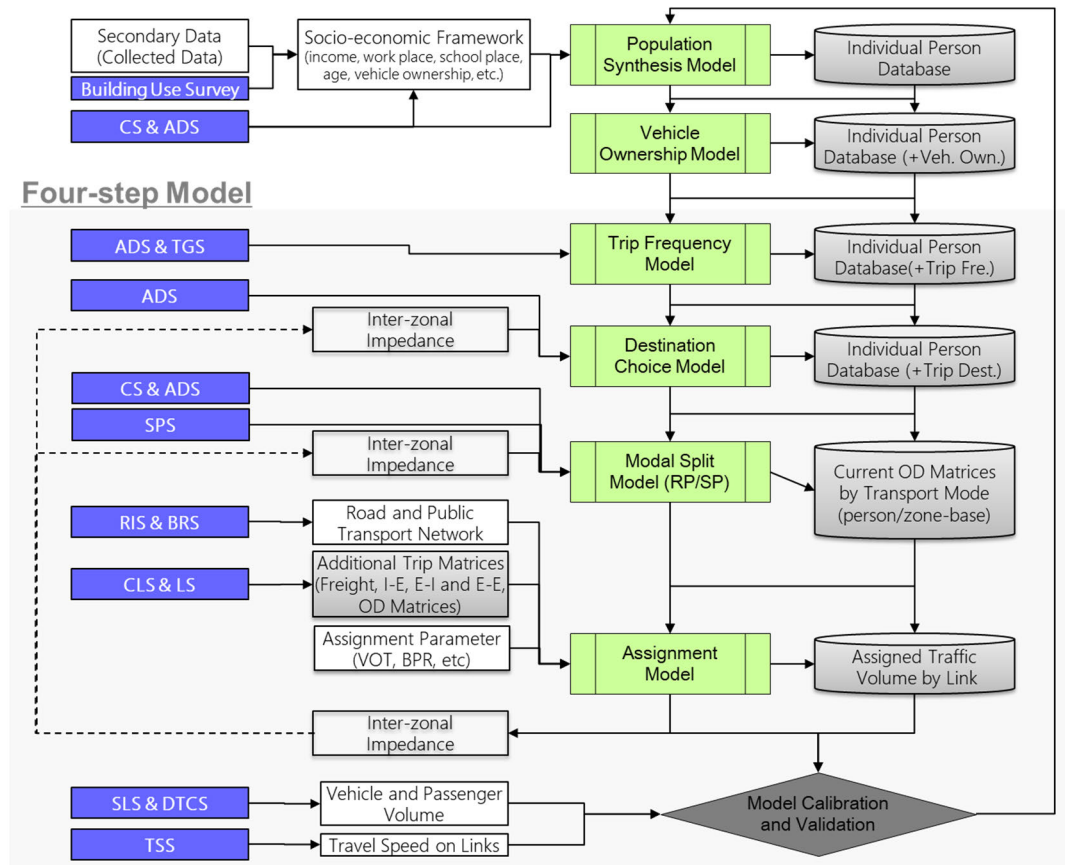 Secondary Data
(Collected Data)
Building Use Survey
CS & ADS
Socio-economic Framework
(income, work place, school place,
age, vehicle ownership, etc.)
Population
Synthesis Model
Individual Person
Database
Vehicle
Ownership Model
Individual Person
Database (+Veh. Own.)
Four-step Model
ADS & TGS
Trip Frequency
Model
Individual Person
Database(+Trip Fre.)
ADS
Inter-zonal
Impedance
Destination
Choice Model
Individual Person
Database (+Trip Dest.)
CS & ADS
SPS
Inter-zonal
Impedance
Modal Split
Model (RP/SP)
Current OD Matrices
by Transport Mode
(person/zone-base)
RIS & BRS
Road and Public
Transport Network
CLS & LS
Additional Trip Matrices
(Freight, I-E, E-I and E-E,
OD Matrices)
Assignment Parameter
(VOT, BPR, etc)
Assignment
Model
Assigned Traffic
Volume by Link
Inter-zonal
Impedance
SLS & DTCS
Vehicle and Passenger
Volume
TSS
Travel Speed on Links
Model Calibration
and Validation